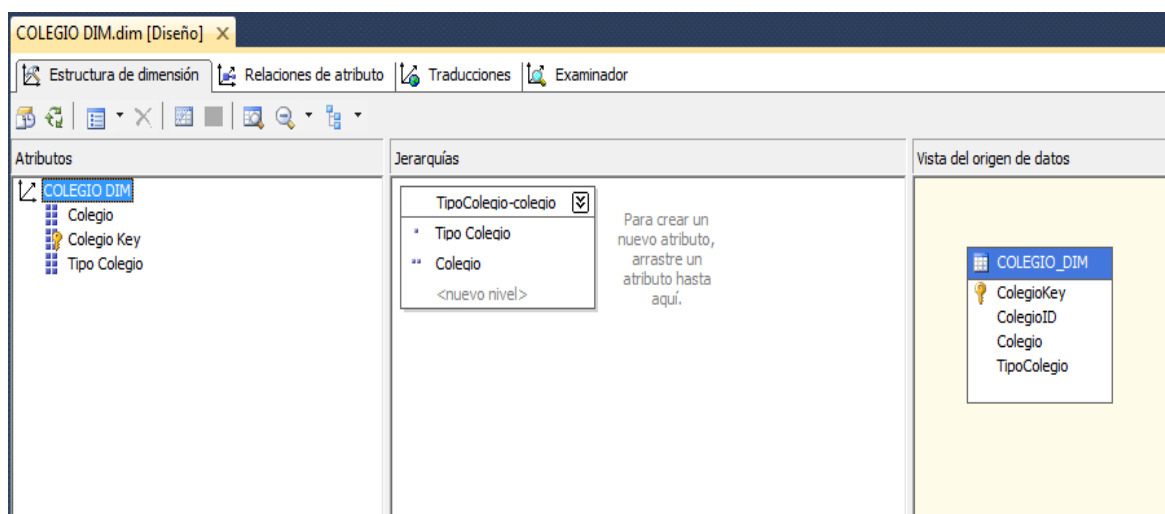 COLEGIO DIM.dim [Diseño] X
Estructura de dimensión Relaciones de atributo Traducciones Examinador
Atributos
COLEGIO DIM
Colegio
Colegio Key
Tipo Colegio
Jerarquías
TipoColegio-colegio
Tipo Colegio
Colegio
<nuevo nivel>
Para crear un
nuevo atributo,
arrastre un
atributo hasta
aquí.
Vista del origen de datos
COLEGIO_DIM
ColegioKey
ColegioID
Colegio
TipoColegio